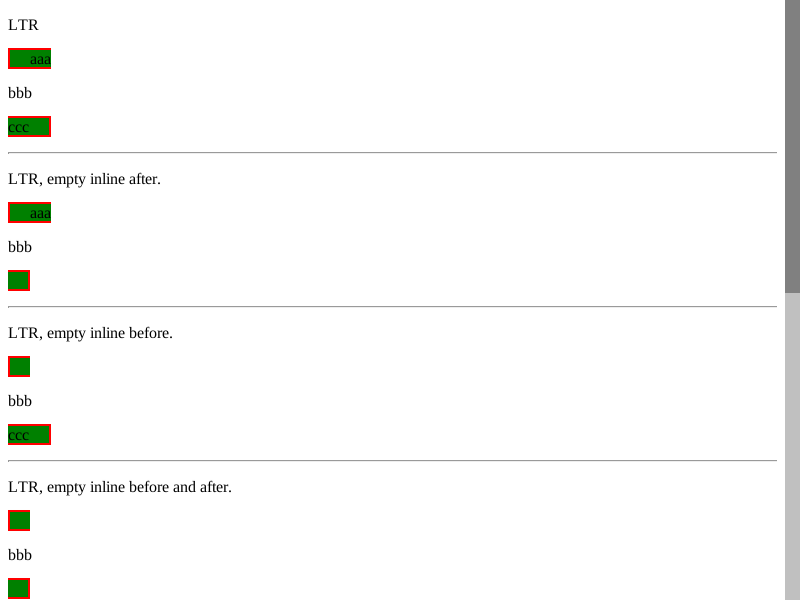 LTR
aaa
bbb
ccc
LTR, empty inline after.
aaa
bbb
LTR, empty inline before.
bbb
ccc
LTR, empty inline before and after.
bbb